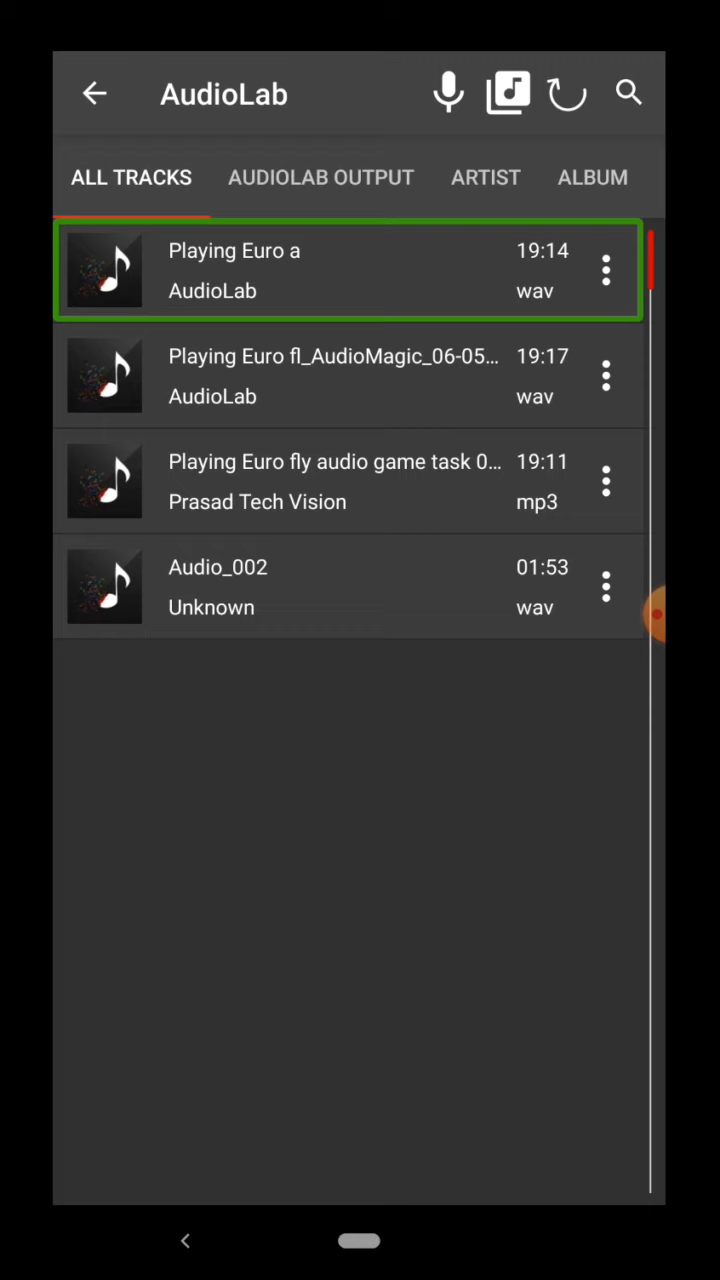 AudioLab
ALL TRACKS AUDIOLAB OUTPUT ARTIST ALBUM
Playing Euro a 19:14
AudioLab wav
Playing Euro fl_AudioMagic_06-05... 19:17
AudioLab wav
Playing Euro fly audio game task 0... 19:11
Prasad Tech Vision mp3
Audio_002 01:53
Unknown wav